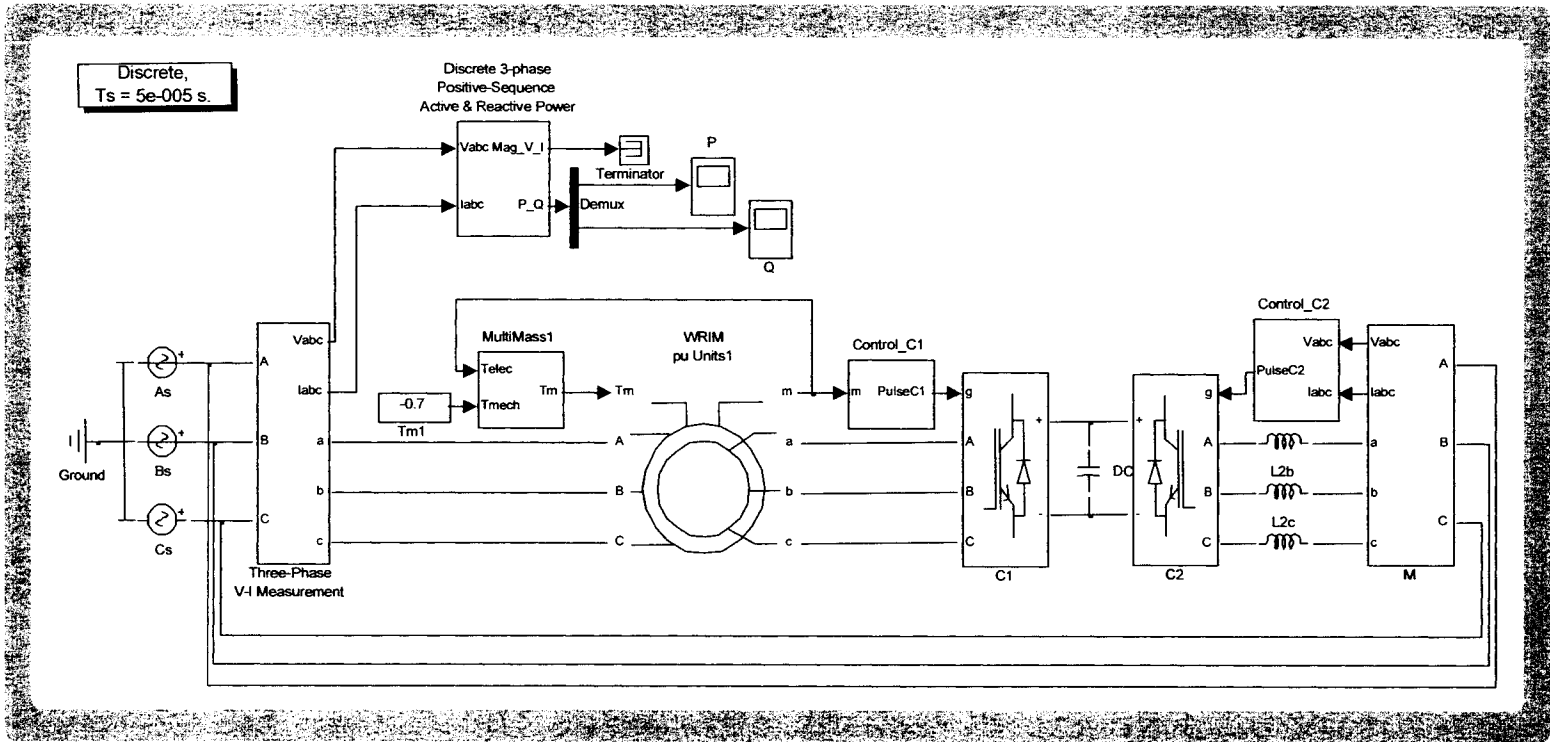 Discrete,
Ts = 5e-005 s.
Discrete 3-phase
Positive-Sequence
Active & Reactive Power
Vabc Mag_V_I
Iabc P_Q
Terminator
Demux
P
Q
Vabc
Iabc
A
B
C
a
b
c
Three-Phase
V-I Measurement
As
Bs
Cs
Ground
MultiMass1
Telec
Tmech
Tm
-0.7
Tm1
WRIM
pu Units1
Tm
A
B
C
m
a
b
c
Control_C1
m PulseC1
g
A
B
C
C1
+
DC
+
g
A
B
C
C2
Control_C2
Vabc
PulseC2
Iabc
L2b
L2c
Vabc
Iabc
a
b
c
A
B
C
M